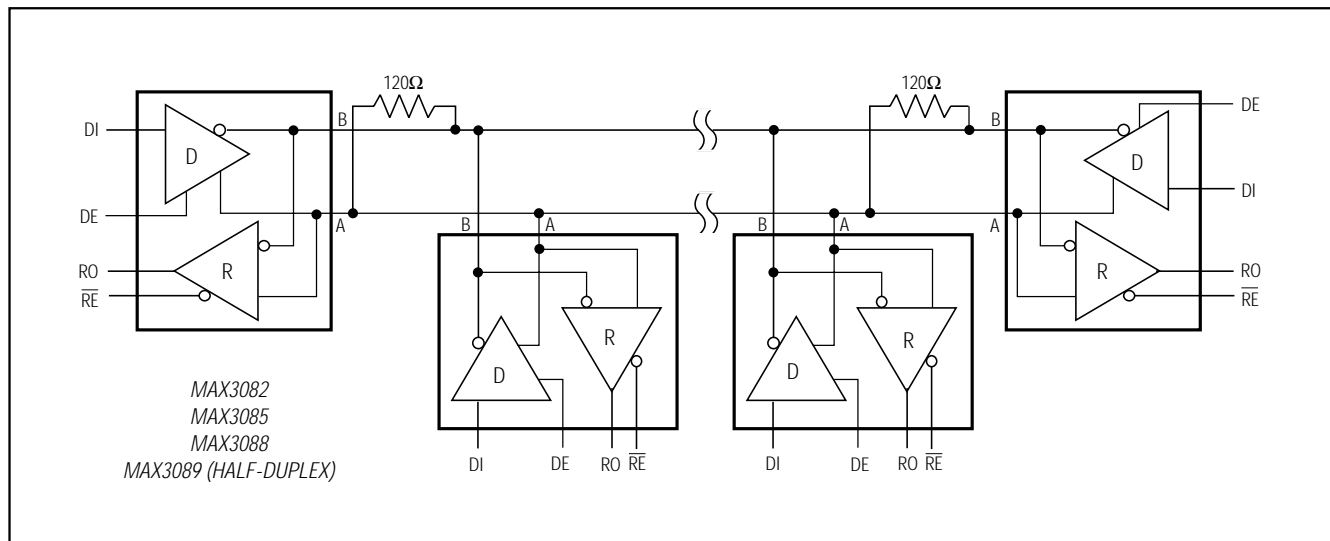 120Ω
120Ω
DI
D
B
DE
A
RO
R
RE
B
A
D
R
DI
DE
RO
RE
B
A
D
R
DI
DE
RO
RE
B
D
DE
DI
A
R
RO
RE
MAX3082
MAX3085
MAX3088
MAX3089 (HALF-DUPLEX)